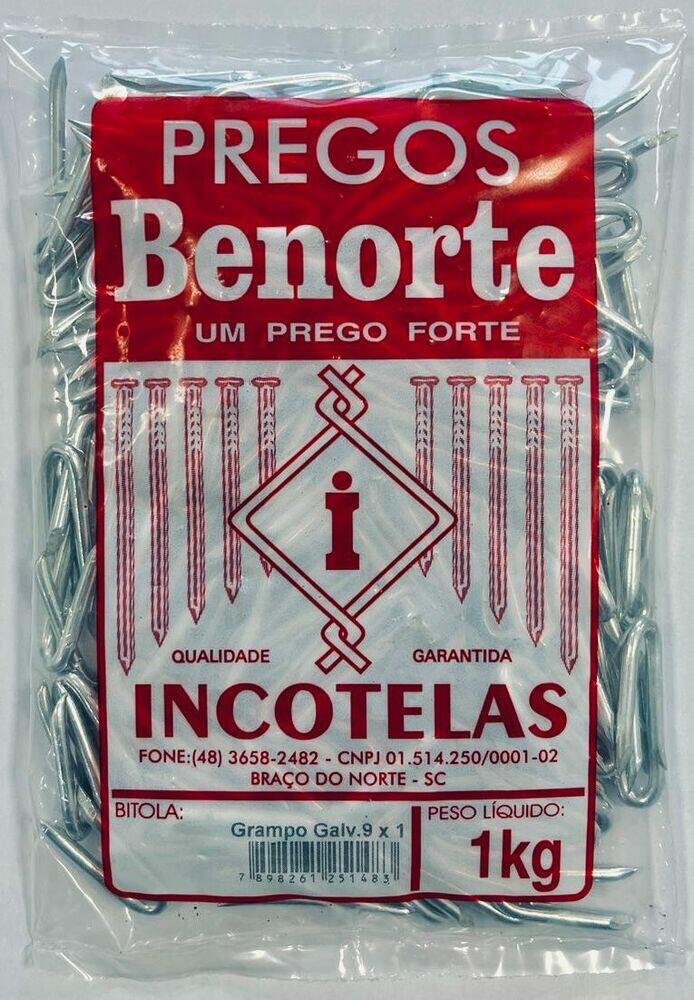 PREGOS
Benorte
UM PREGO FORTE
i
QUALIDADE GARANTIDA
INCOTELAS
FONE:(48) 3658-2482 - CNPJ 01.514.250/0001-02
BRAÇO DO NORTE - SC
BITOLA:
Grampo Galv.9 x 1
7 898261 251483
PESO LÍQUIDO:
1kg